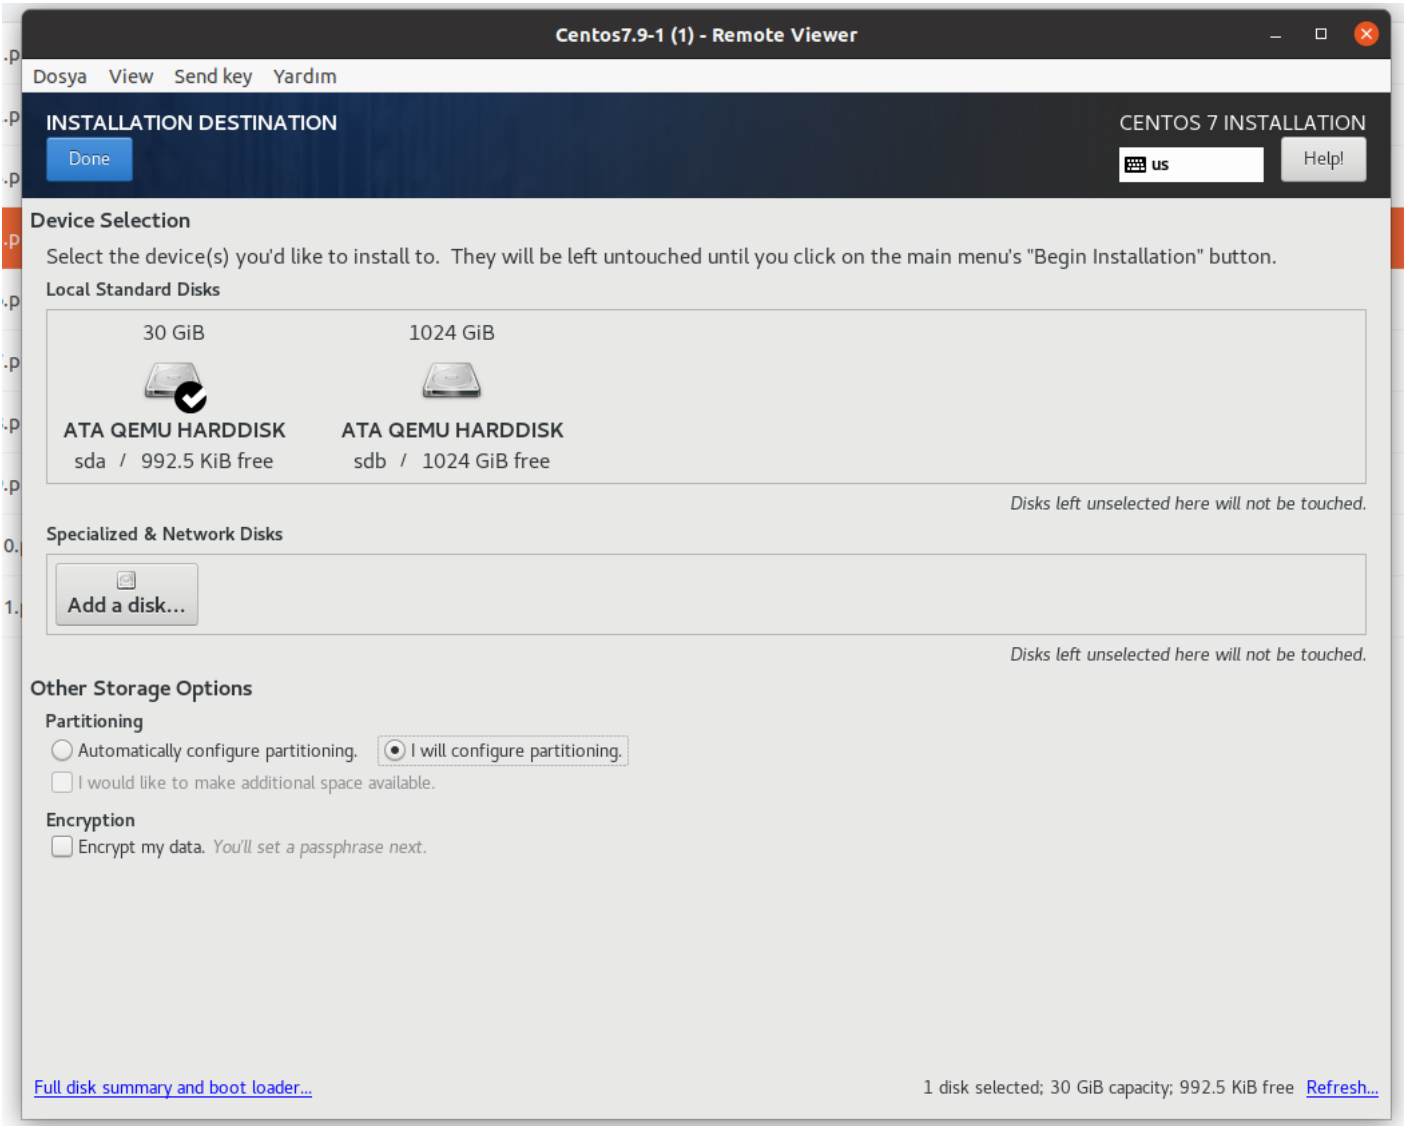 Centos7.9-1 (1) - Remote Viewer
Dosya View Send key Yardım
INSTALLATION DESTINATION
CENTOS 7 INSTALLATION
Done
us
Help!
Device Selection
Select the device(s) you'd like to install to. They will be left untouched until you click on the main menu's "Begin Installation" button.
Local Standard Disks
30 GiB
1024 GiB
ATA QEMU HARDDISK
ATA QEMU HARDDISK
sda / 992.5 KiB free
sdb / 1024 GiB free
Disks left unselected here will not be touched.
Specialized & Network Disks
Add a disk...
Disks left unselected here will not be touched.
Other Storage Options
Partitioning
Automatically configure partitioning.
I will configure partitioning.
I would like to make additional space available.
Encryption
Encrypt my data. You'll set a passphrase next.
Full disk summary and boot loader...
1 disk selected; 30 GiB capacity; 992.5 KiB free Refresh...